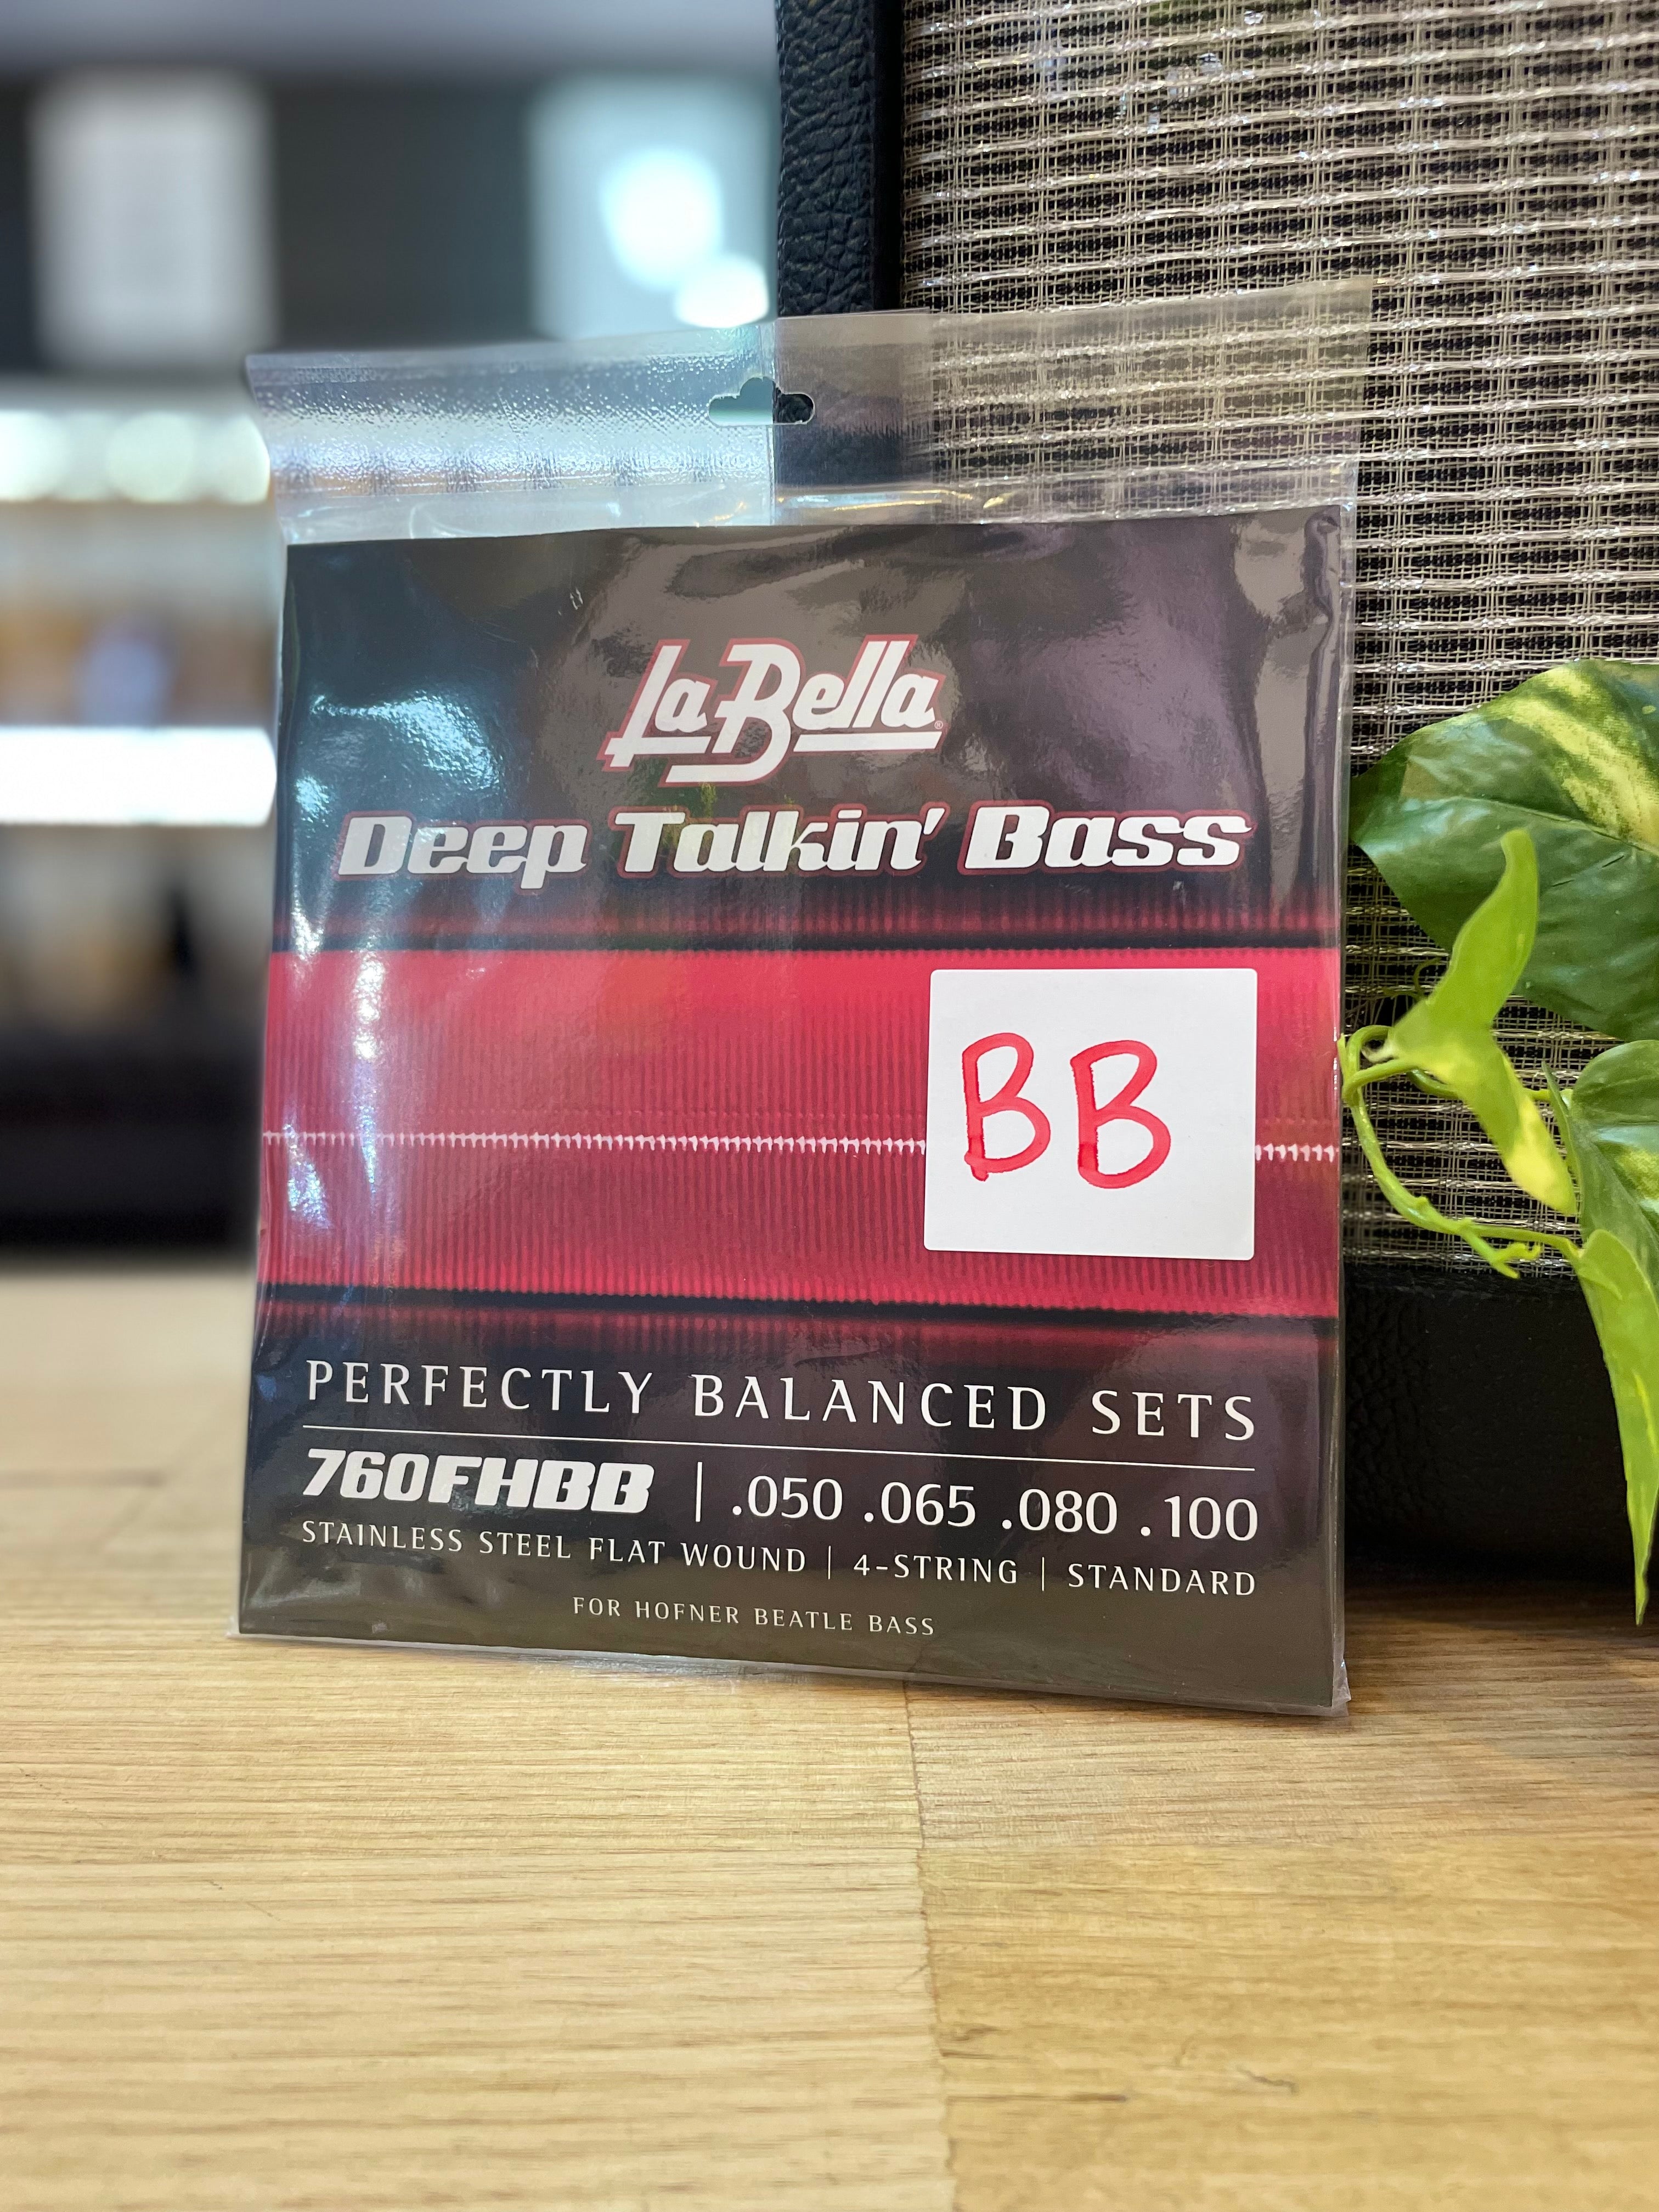 La Bella®
Deep Talkin' Bass
BB
PERFECTLY BALANCED SETS
760FHBB | .050 .065 .080 .100
STAINLESS STEEL FLAT WOUND | 4-STRING | STANDARD
FOR HOFNER BEATLE BASS